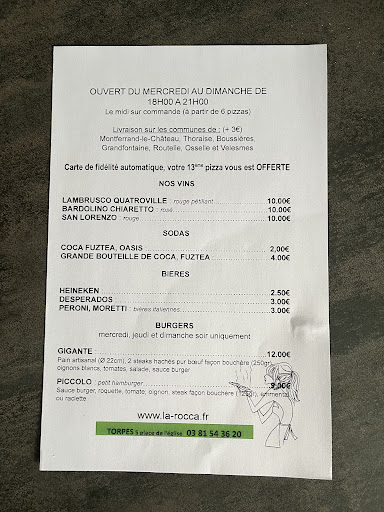 OUVERT DU MERCREDI AU DIMANCHE DE
18H00 A 21H00
Le midi sur commande (à partir de 6 pizzas)
Livraison sur les communes de : (+ 3€)
Montferrand-le-Château, Thoraise, Boussières,
Grandfontaine, Routelle, Osselle et Velesmes
Carte de fidélité automatique, votre 13ème pizza vous est OFFERTE
NOS VINS
LAMBRUSCO QUATROVILLE : rouge pétillant 10.00€
BARDOLINO CHIARETTO : rosé 10.00€
SAN LORENZO : rouge 10.00€
SODAS
COCA FUZTEA, OASIS 2,00€
GRANDE BOUTEILLE DE COCA, FUZTEA 4.00€
BIERES
HEINEKEN 2.50€
DESPERADOS 3.00€
PERONI, MORETTI : bières italiennes 3.00€
BURGERS
mercredi, jeudi et dimanche soir uniquement
GIGANTE : 12.00€
Pain artisanal (Ø 22cm), 2 steaks hachés pur bœuf façon bouchère (250gr),
oignons blancs, tomates, salade, sauce burger
PICCOLO : petit hamburger 9.00€
Sauce burger, roquette, tomate, oignon, steak façon bouchère (125gr), emmental
ou raclette
www.la-rocca.fr
TORPES 5 place de l'église 03 81 54 36 20